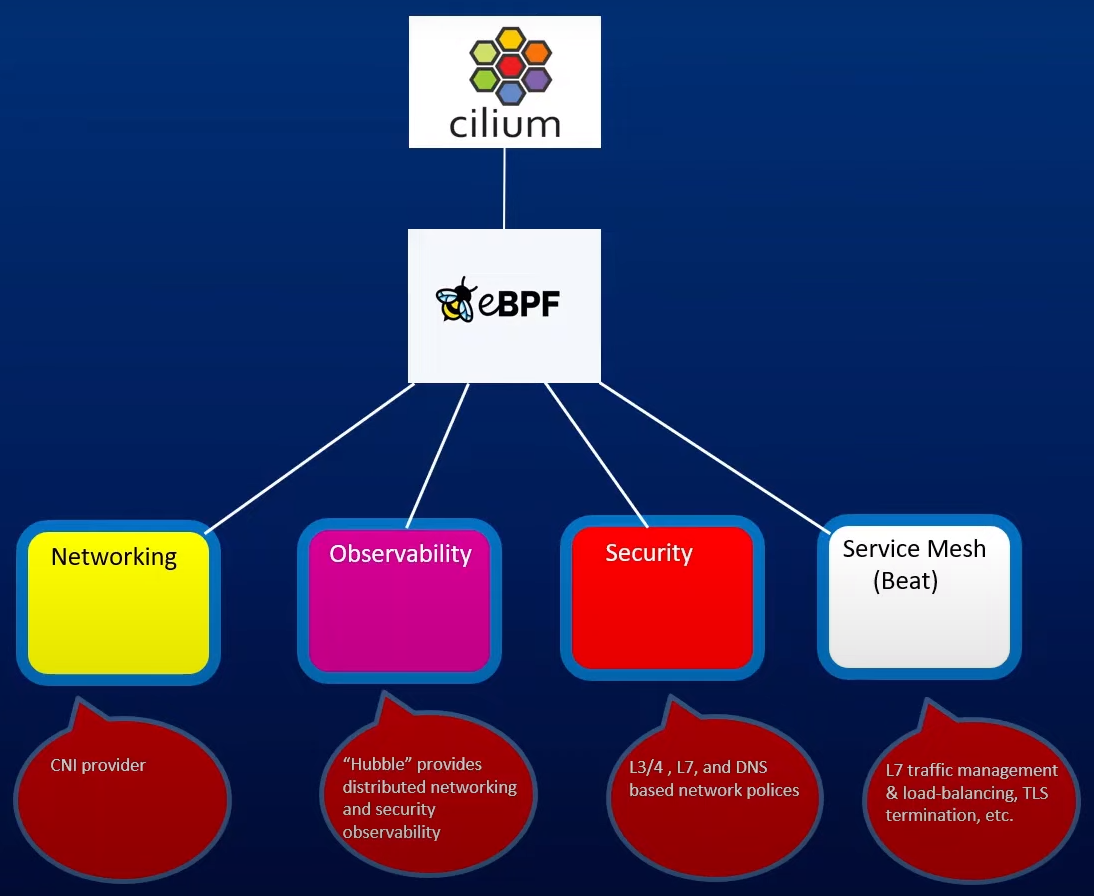 cilium
eBPF
Networking
Observability
Security
Service Mesh
(Beat)
CNI provider
“Hubble” provides
distributed networking
and security
observability
L3/4 , L7, and DNS
based network polices
L7 traffic management
& load-balancing, TLS
termination, etc.